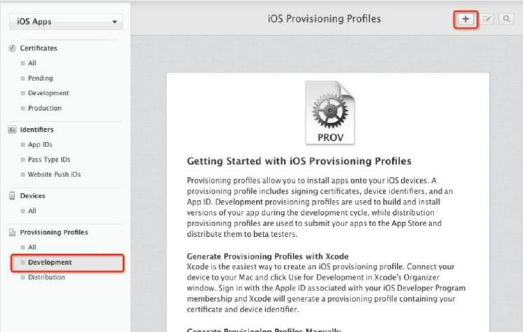 iOS Apps
iOS Provisioning Profiles
Certificates
All
Pending
Development
Production
Identifiers
App IDs
Pass Type IDs
Website Push IDs
Devices
All
Provisioning Profiles
All
Development
Distribution
PROV
Getting Started with iOS Provisioning Profiles
Provisioning profiles allow you to install apps onto your iOS devices. A
provisioning profile includes signing certificates, device identifiers, and an
App ID. Development provisioning profiles are used to build and install
versions of your app during the development cycle, while distribution
provisioning profiles are used to submit your apps to the App Store and
distribute them to beta testers.
Generate Provisioning Profiles with Xcode
Xcode is the easiest way to create an iOS provisioning profile. Connect your
device to your Mac and click Use for Development in Xcode's Organizer
window. Sign in with the Apple ID associated with your iOS Developer Program
membership and Xcode will generate a provisioning profile containing your
certificate and device identifier.
Generate Provisioning Profiles Manually